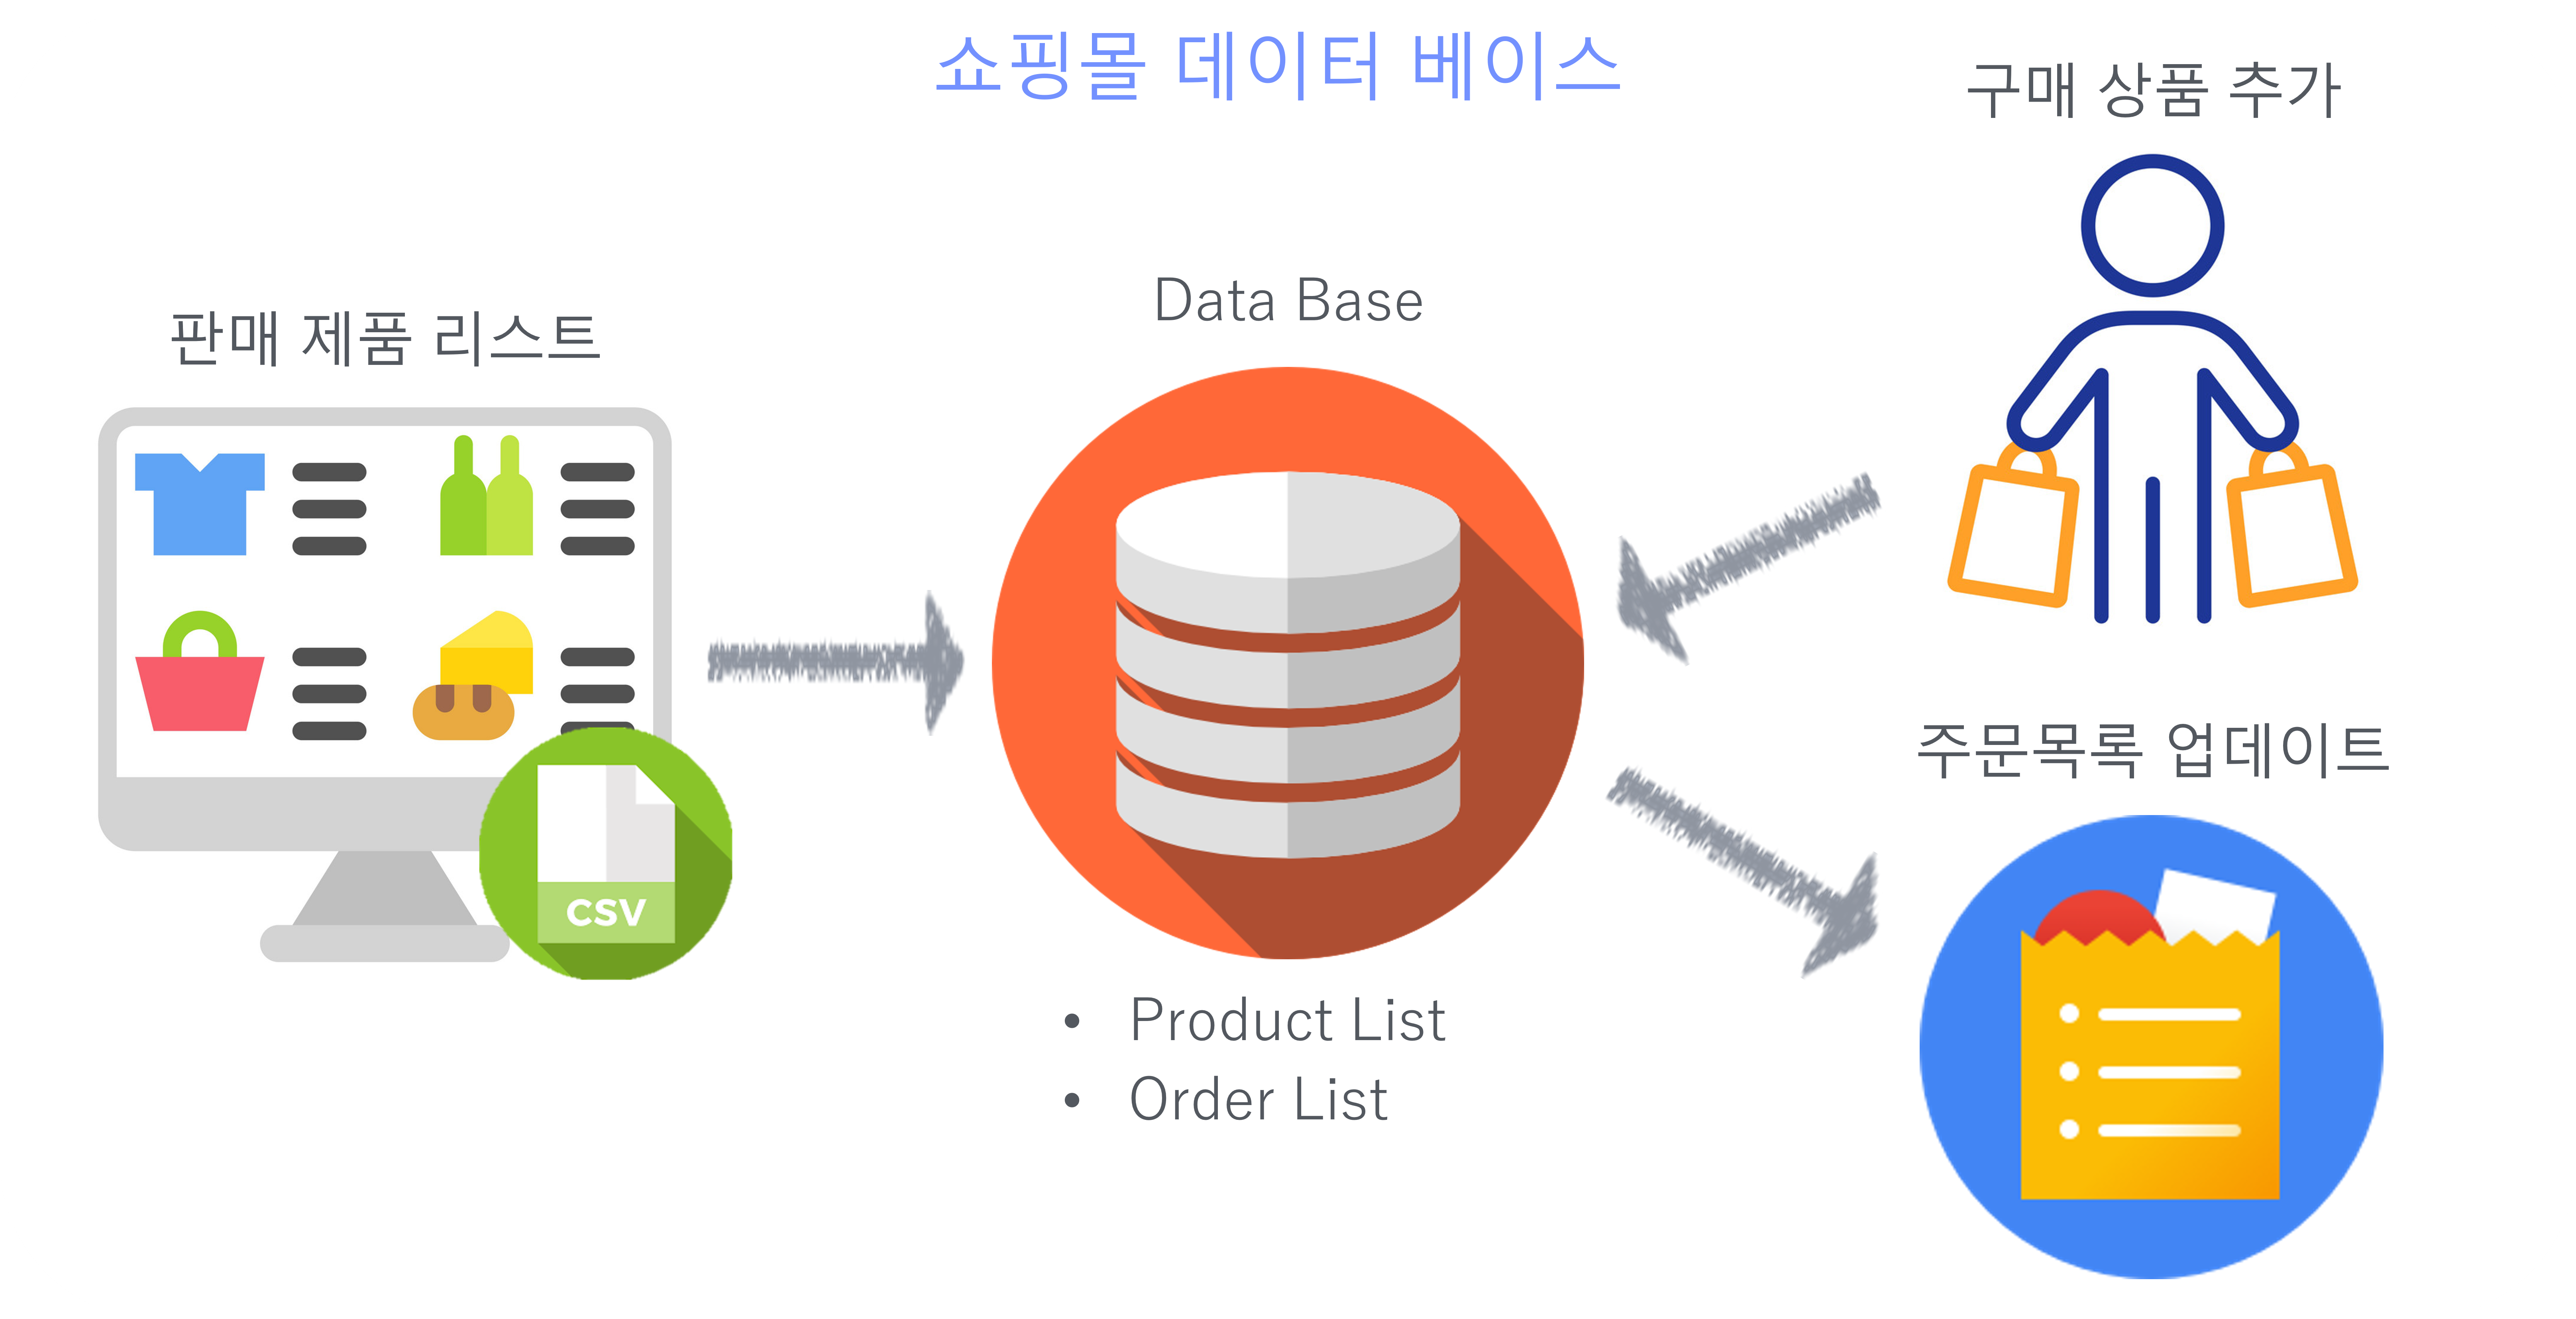 쇼핑몰 데이터 베이스
판매 제품 리스트
CSV
Data Base
• Product List
• Order List
구매 상품 추가
주문목록 업데이트